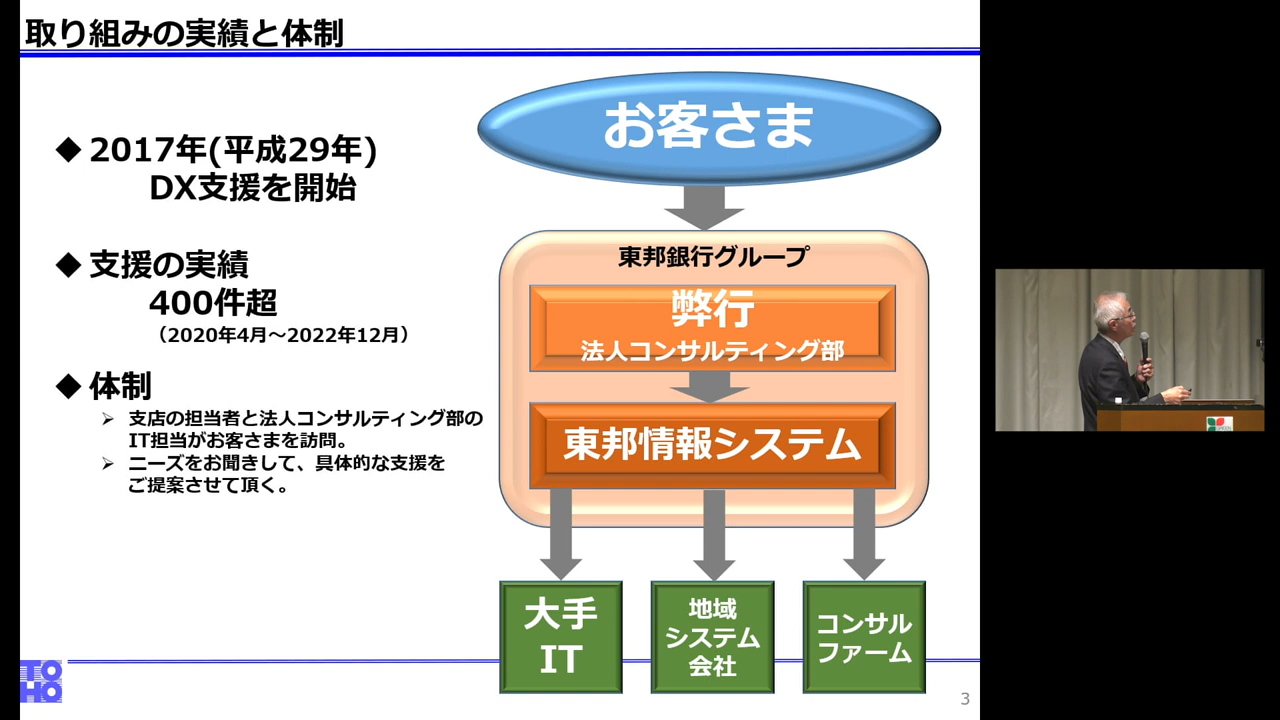 取り組みの実績と体制
◆ 2017年(平成29年)
DX支援を開始
◆ 支援の実績
400件超
（2020年4月～2022年12月）
◆ 体制
➢ 支店の担当者と法人コンサルティング部の
IT担当がお客さまを訪問。
➢ ニーズをお聞きして、具体的な支援を
ご提案させて頂く。
お客さま
東邦銀行グループ
弊行
法人コンサルティング部
東邦情報システム
大手
IT
地域
システム
会社
コンサル
ファーム
TO
HO
3